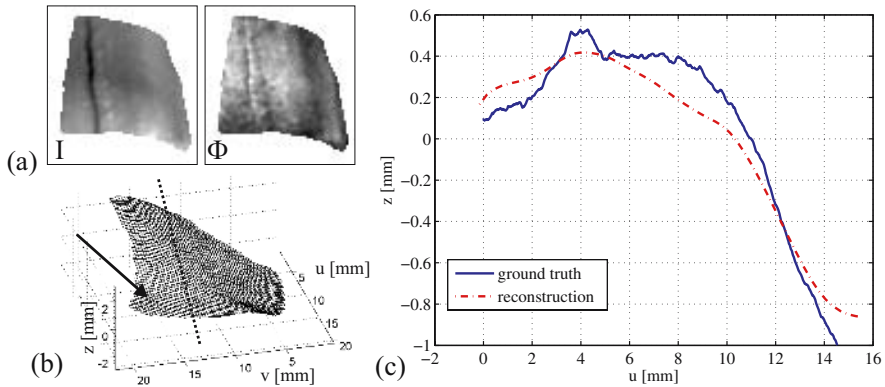 (a)
I
Φ
(b)
z [mm]
2
0
-2
20
15
10
5
v [mm]
u [mm]
5
10
15
20
(c)
z [mm]
0.6
0.4
0.2
0
−0.2
−0.4
−0.6
−0.8
−1
−2
0
2
4
6
8
10
12
14
16
u [mm]
ground truth
reconstruction